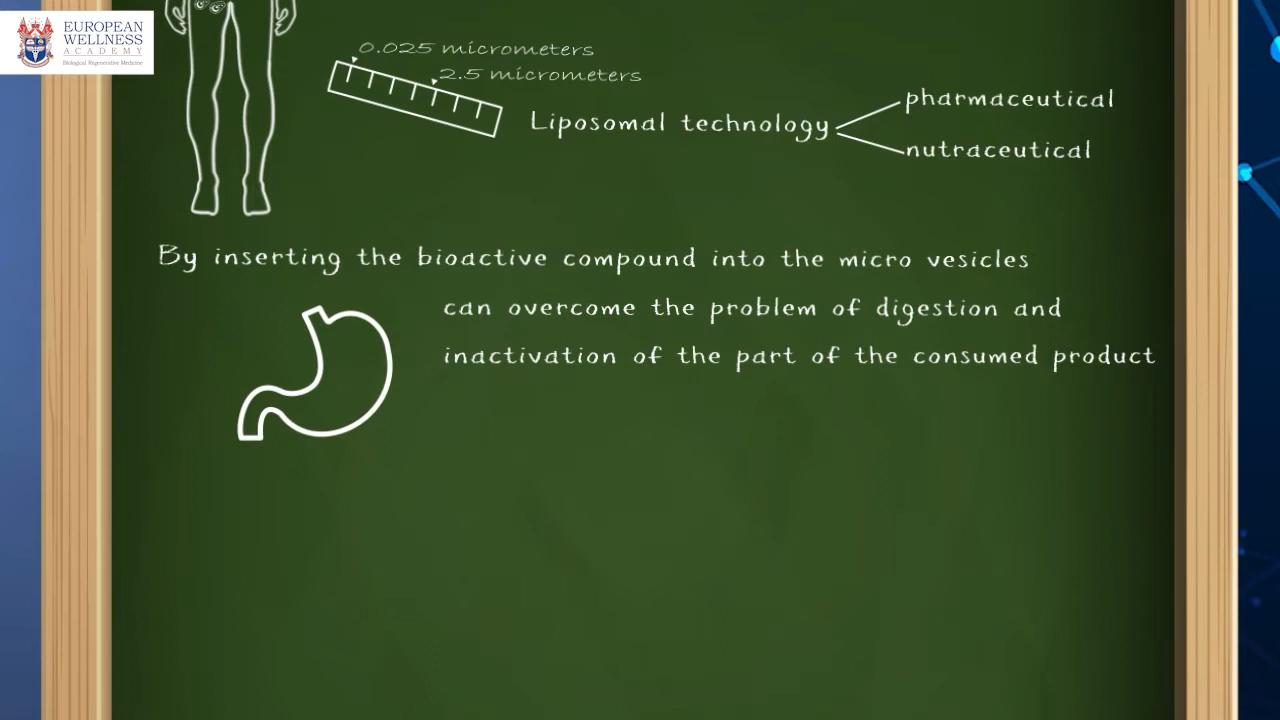 EUROPEAN
WELLNESS
ACADEMY
Biological Regenerative Medicine
0.025 micrometers
2.5 micrometers
Liposomal technology
pharmaceutical
nutraceutical
By inserting the bioactive compound into the micro vesicles
can overcome the problem of digestion and
inactivation of the part of the consumed product